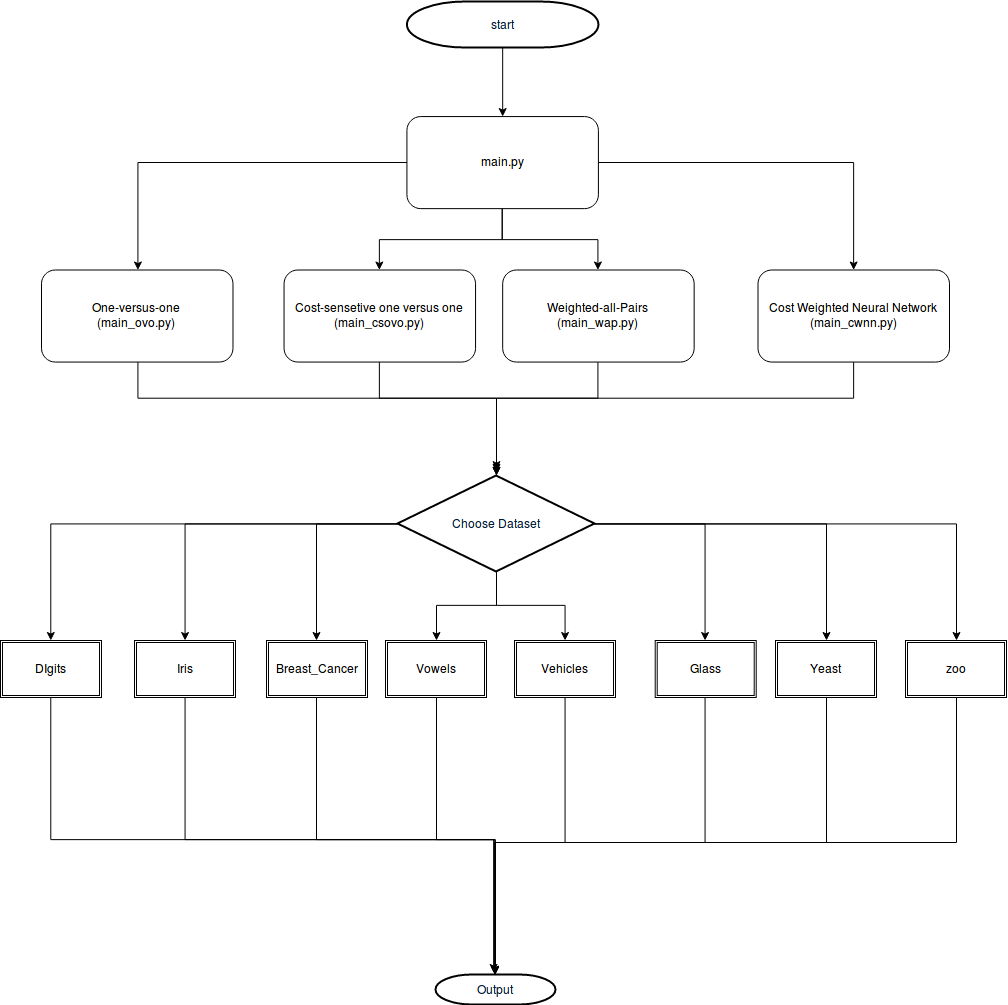 start
main.py
One-versus-one
(main_ovo.py)
Cost-sensetive one versus one
(main_csovo.py)
Weighted-all-Pairs
(main_wap.py)
Cost Weighted Neural Network
(main_cwnn.py)
Choose Dataset
DIgits
Iris
Breast_Cancer
Vowels
Vehicles
Glass
Yeast
zoo
Output